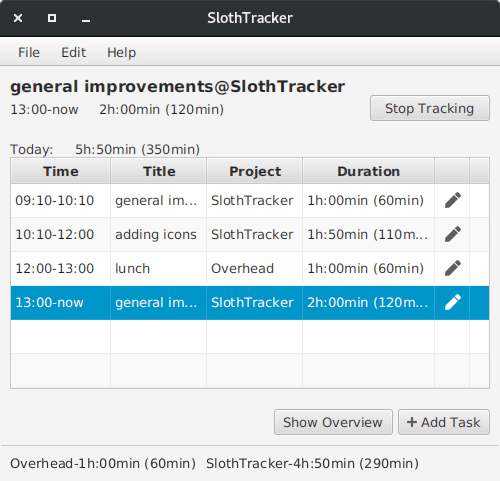 SlothTracker
File Edit Help
general improvements@SlothTracker
13:00-now 2h:00min (120min)
Stop Tracking
Today: 5h:50min (350min)
Time Title Project Duration
09:10-10:10 general im... SlothTracker 1h:00min (60min)
10:10-12:00 adding icons SlothTracker 1h:50min (110m...
12:00-13:00 lunch Overhead 1h:00min (60min)
13:00-now general im... SlothTracker 2h:00min (120m...
Show Overview + Add Task
Overhead-1h:00min (60min) SlothTracker-4h:50min (290min)